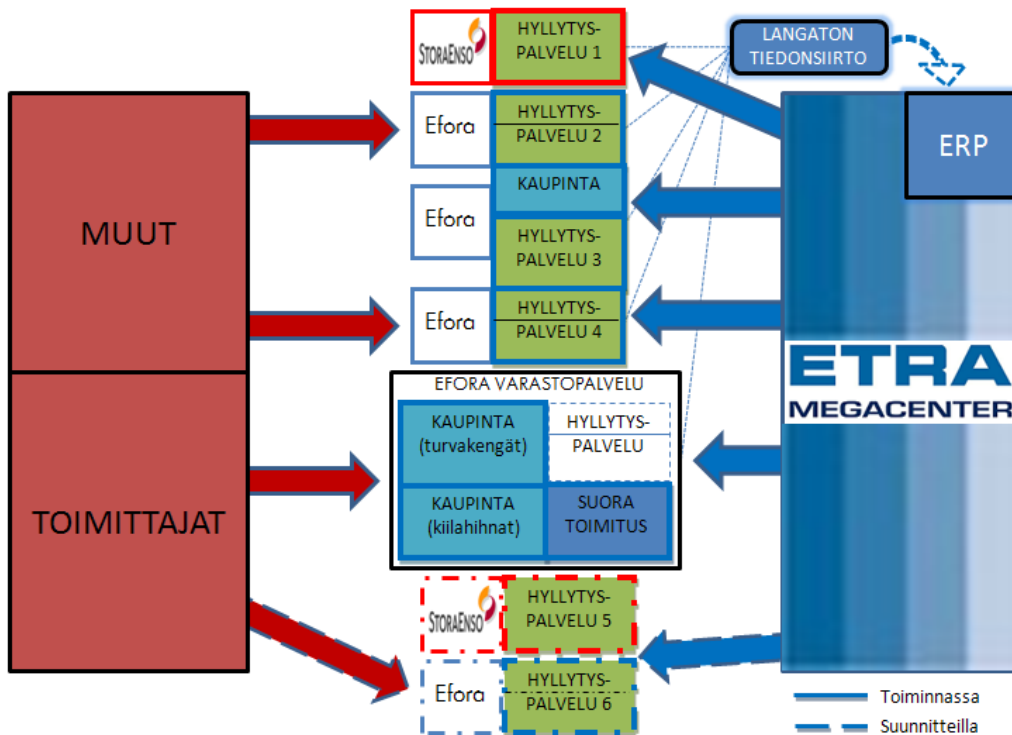 STORAENSO
HYLLYTYS-
PALVELU 1
LANGATON
TIEDONSIIRTO
Efora
HYLLYTYS-
PALVELU 2
ERP
KAUPINTA
Efora
HYLLYTYS-
PALVELU 3
MUUT
Efora
HYLLYTYS-
PALVELU 4
ETRA
MEGACENTER
EFORA VARASTOPALVELU
KAUPINTA
(turvakengät)
HYLLYTYS-
PALVELU
KAUPINTA
(kiilahihnat)
SUORA
TOIMITUS
TOIMITTAJAT
STORAENSO
HYLLYTYS-
PALVELU 5
Efora
HYLLYTYS-
PALVELU 6
Toiminnassa
Suunnitteilla